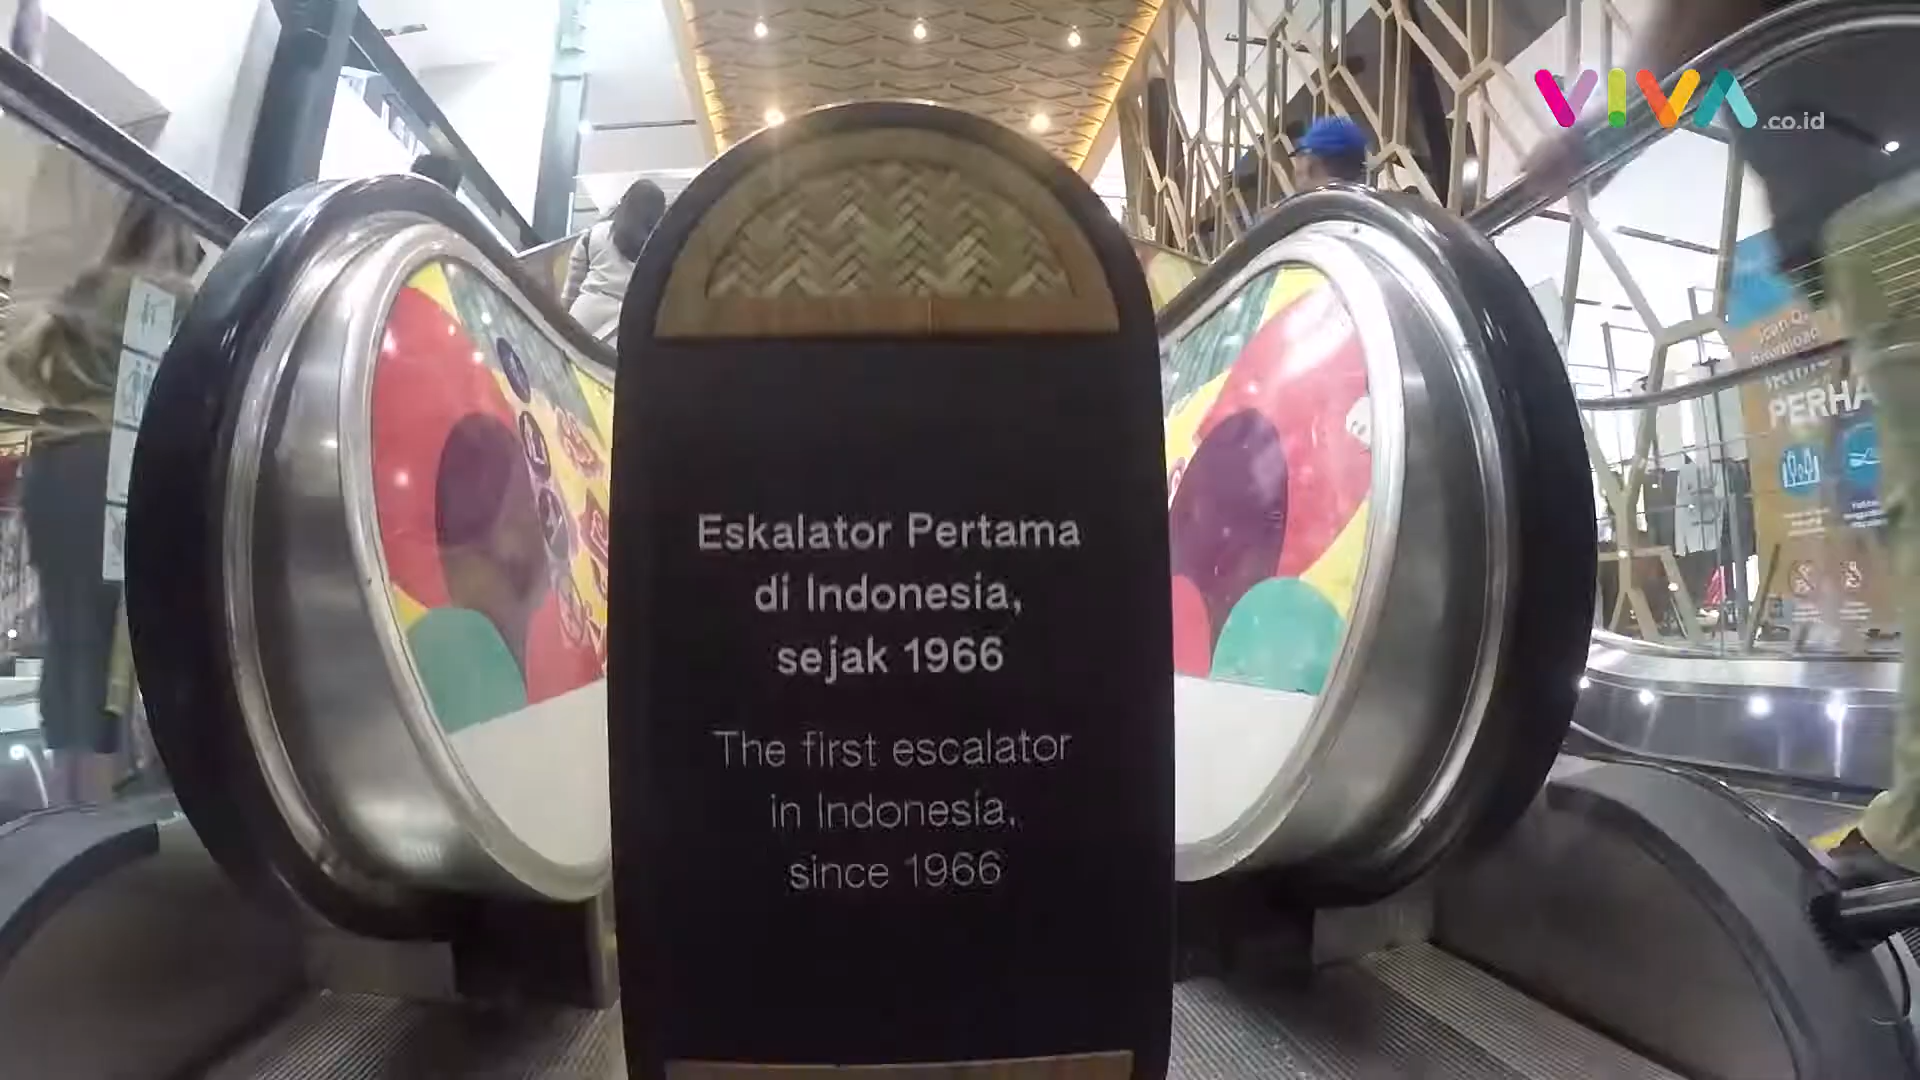 VIVA.co.id
PERHA
Eskalator Pertama
di Indonesia,
sejak 1966
The first escalator
in Indonesia,
since 1966